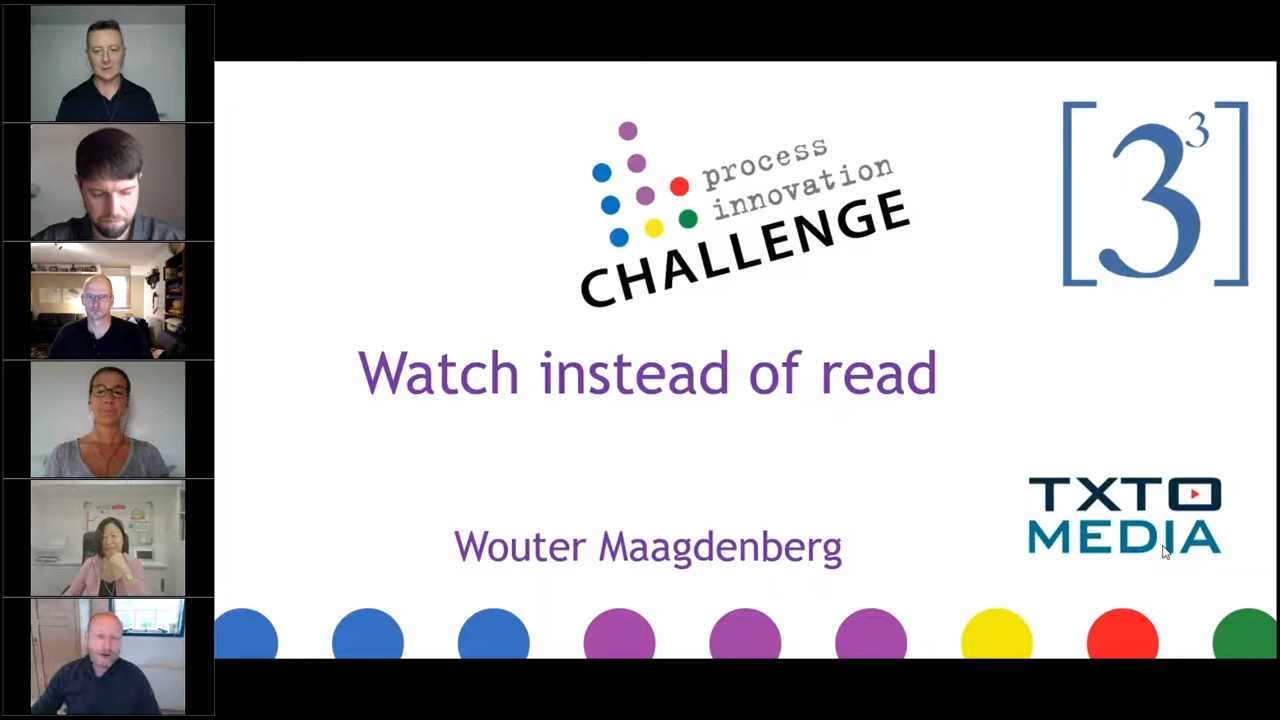 process
innovation
CHALLENGE
[3³]
Watch instead of read
TXTO
MEDIA
Wouter Maagdenberg